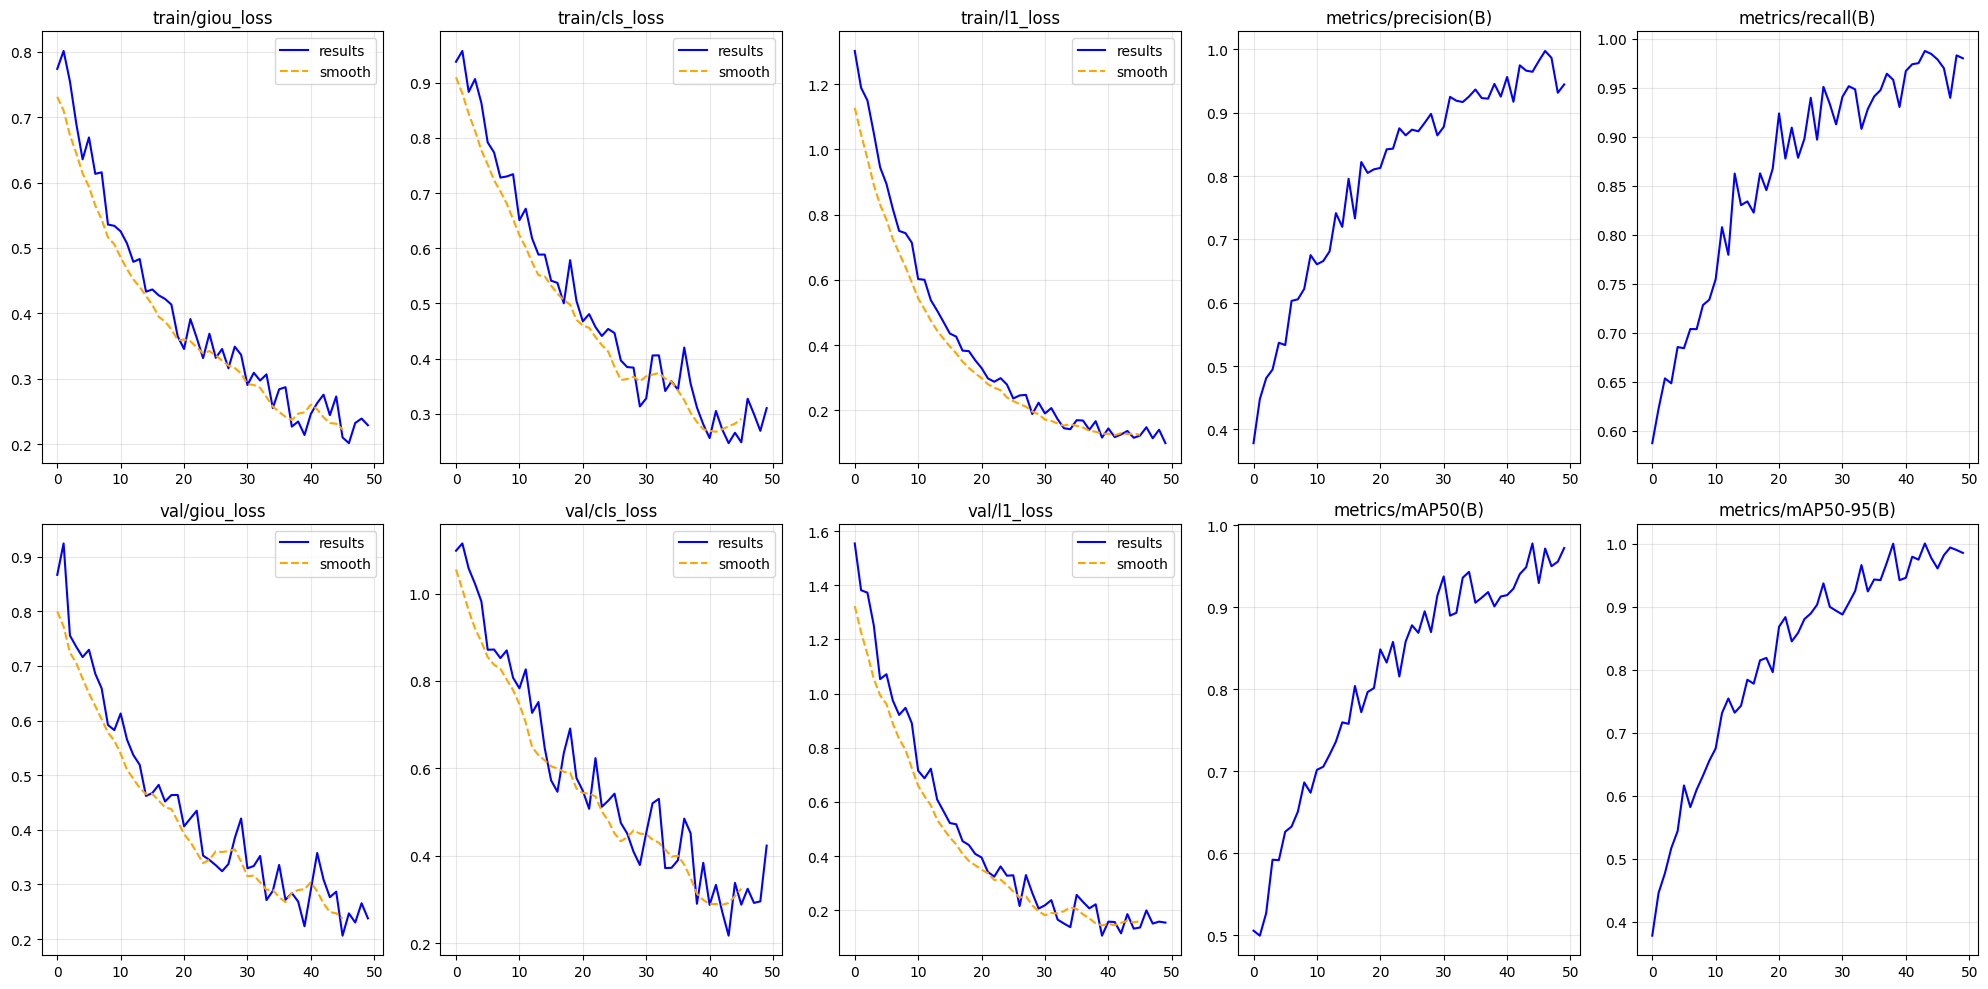 train/giou_loss
results
smooth
0.8
0.7
0.6
0.5
0.4
0.3
0.2
0 10 20 30 40 50
train/cls_loss
results
smooth
0.9
0.8
0.7
0.6
0.5
0.4
0.3
0 10 20 30 40 50
train/l1_loss
results
smooth
1.2
1.0
0.8
0.6
0.4
0.2
0 10 20 30 40 50
metrics/precision(B)
1.0
0.9
0.8
0.7
0.6
0.5
0.4
0 10 20 30 40 50
metrics/recall(B)
1.00
0.95
0.90
0.85
0.80
0.75
0.70
0.65
0.60
0 10 20 30 40 50
val/giou_loss
results
smooth
0.9
0.8
0.7
0.6
0.5
0.4
0.3
0.2
0 10 20 30 40 50
val/cls_loss
results
smooth
1.0
0.8
0.6
0.4
0.2
0 10 20 30 40 50
val/l1_loss
results
smooth
1.6
1.4
1.2
1.0
0.8
0.6
0.4
0.2
0 10 20 30 40 50
metrics/mAP50(B)
1.0
0.9
0.8
0.7
0.6
0.5
0 10 20 30 40 50
metrics/mAP50-95(B)
1.0
0.9
0.8
0.7
0.6
0.5
0.4
0 10 20 30 40 50